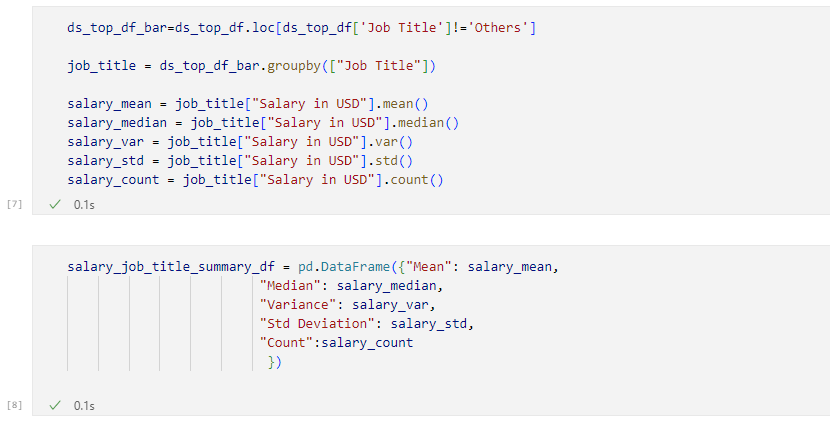 ds_top_df_bar=ds_top_df.loc[ds_top_df['Job Title']!='Others']
job_title = ds_top_df_bar.groupby(["Job Title"])
salary_mean = job_title["Salary in USD"].mean()
salary_median = job_title["Salary in USD"].median()
salary_var = job_title["Salary in USD"].var()
salary_std = job_title["Salary in USD"].std()
salary_count = job_title["Salary in USD"].count()
[7] ✓ 0.1s
salary_job_title_summary_df = pd.DataFrame({"Mean": salary_mean,
"Median": salary_median,
"Variance": salary_var,
"Std Deviation": salary_std,
"Count":salary_count
})
[8] ✓ 0.1s